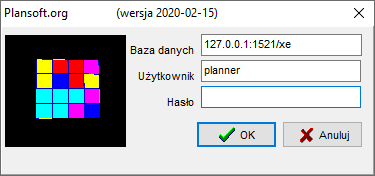 Plansoft.org (wersja 2020-02-15)
Baza danych 127.0.0.1:1521/xe
Użytkownik planner
Hasło
OK Anuluj